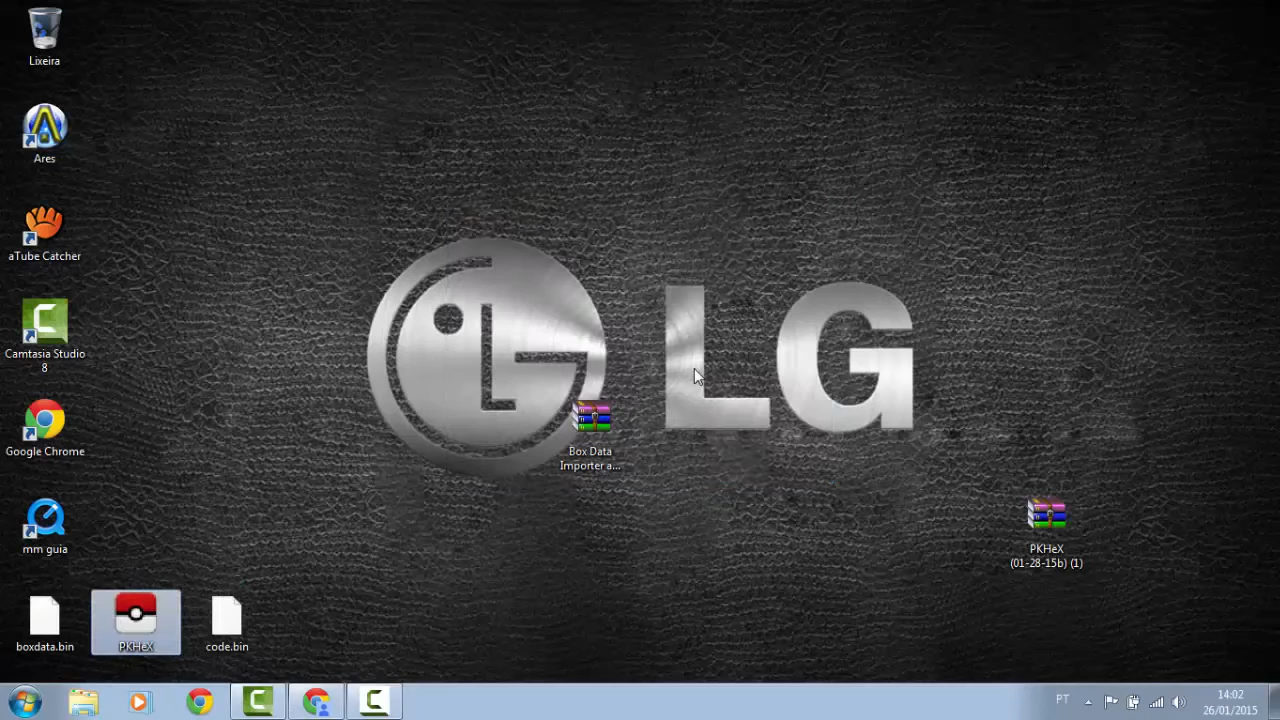 Lixeira
Ares
aTube Catcher
Camtasia Studio
8
Google Chrome
mm guia
boxdata.bin
PKHeX
code.bin
LG
Box Data
Importer a...
PKHeX
(01-28-15b) (1)
PT
14:02
26/01/2015